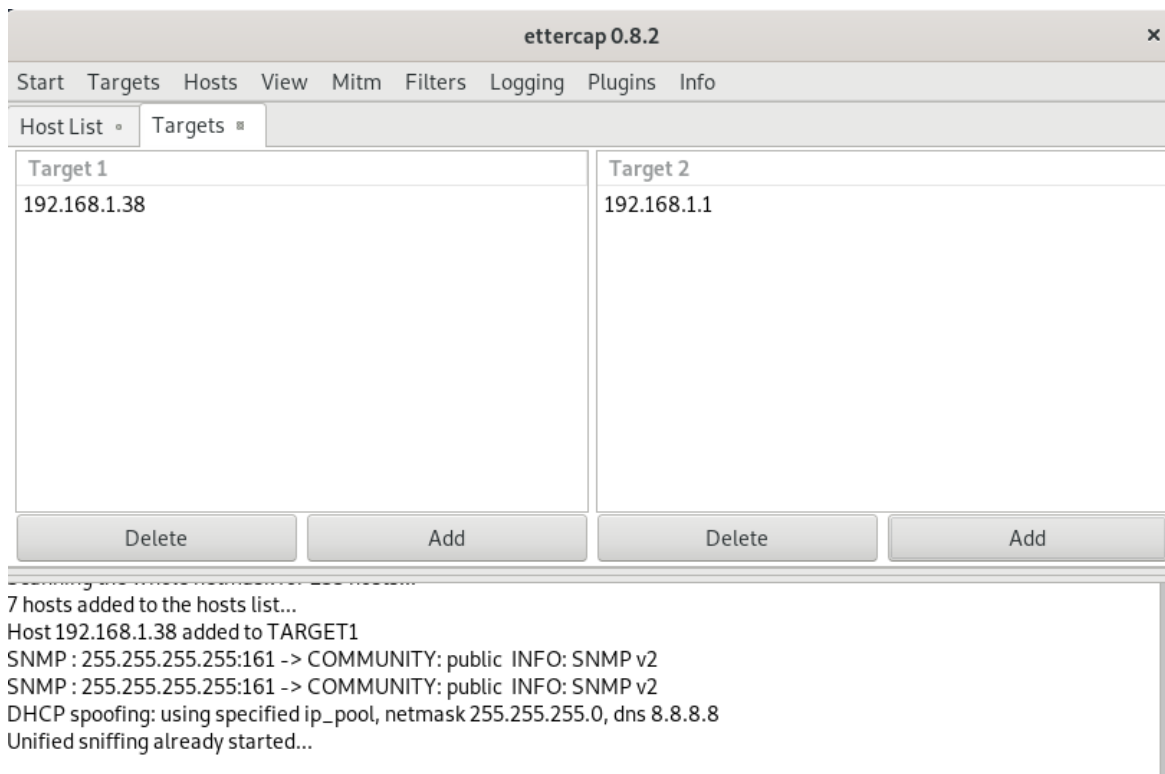 ettercap 0.8.2
Start Targets Hosts View Mitm Filters Logging Plugins Info
Host List Targets
Target 1 Target 2
192.168.1.38 192.168.1.1
Delete Add Delete Add
7 hosts added to the hosts list...
Host 192.168.1.38 added to TARGET1
SNMP : 255.255.255.255:161 -> COMMUNITY: public INFO: SNMP v2
SNMP : 255.255.255.255:161 -> COMMUNITY: public INFO: SNMP v2
DHCP spoofing: using specified ip_pool, netmask 255.255.255.0, dns 8.8.8.8
Unified sniffing already started...